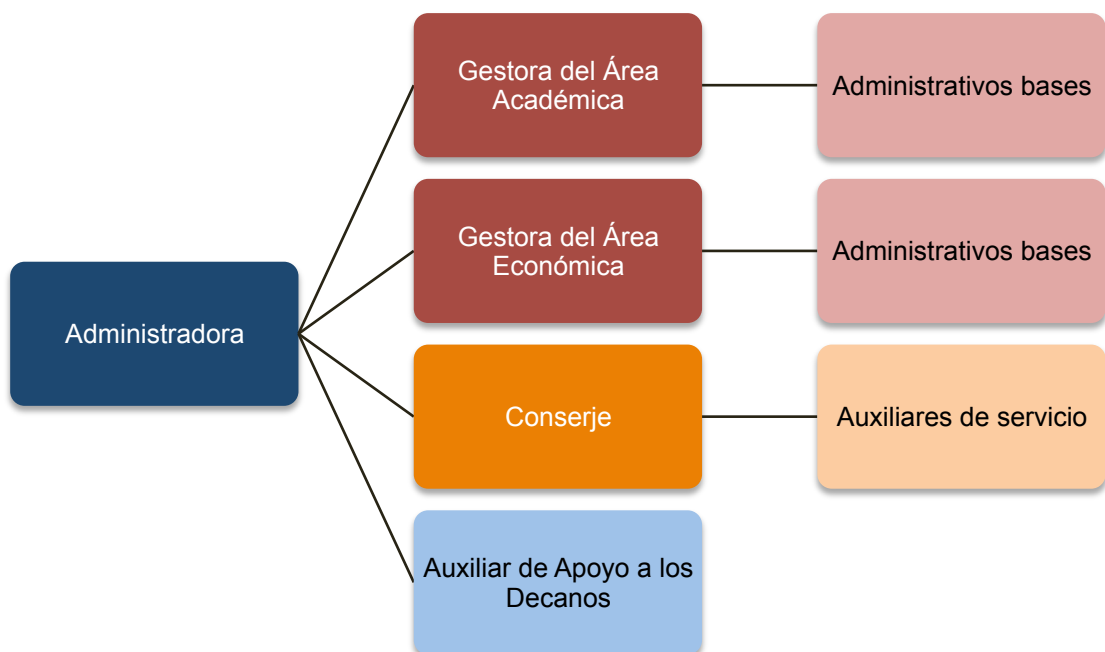 Gestora del Área
Académica
Administrativos bases
Gestora del Área
Económica
Administrativos bases
Administradora
Conserje
Auxiliares de servicio
Auxiliar de Apoyo a los
Decanos